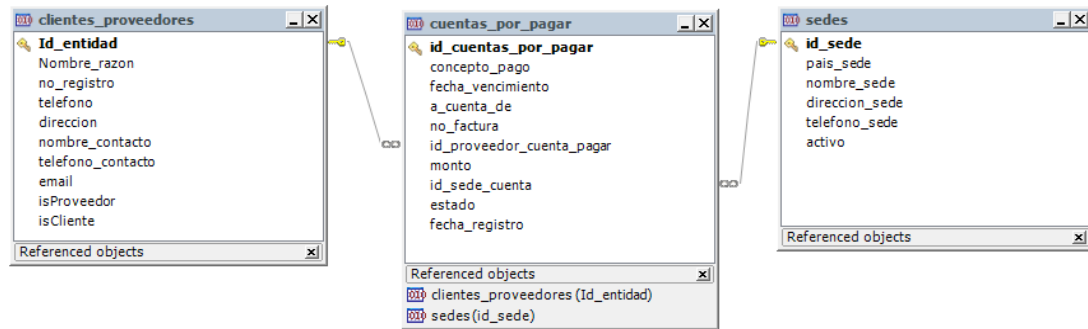 clientes_proveedores
Id_entidad
Nombre_razon
no_registro
telefono
direccion
nombre_contacto
telefono_contacto
email
isProveedor
isCliente
Referenced objects
cuentas_por_pagar
id_cuentas_por_pagar
concepto_pago
fecha_vencimiento
a_cuenta_de
no_factura
id_proveedor_cuenta_pagar
monto
id_sede_cuenta
estado
fecha_registro
Referenced objects
clientes_proveedores (Id_entidad)
sedes (id_sede)
sedes
id_sede
pais_sede
nombre_sede
direccion_sede
telefono_sede
activo
Referenced objects